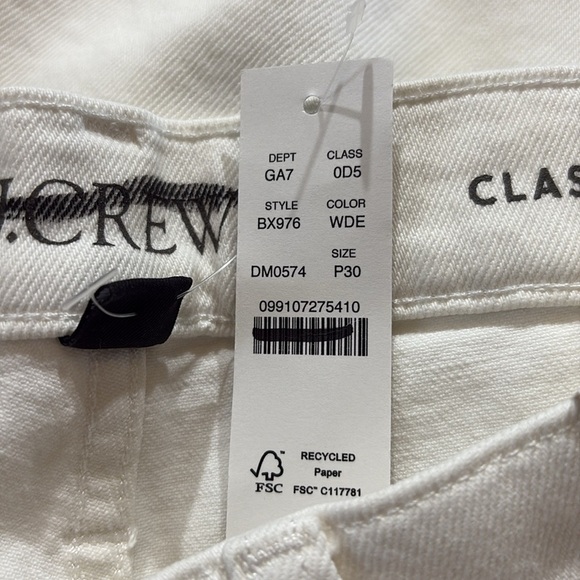 J.CREW
CLAS
DEPT CLASS
GA7 0D5
STYLE COLOR
BX976 WDE
SIZE
DM0574 P30
099107275410
FSC
RECYCLED
Paper
FSC™ C117781